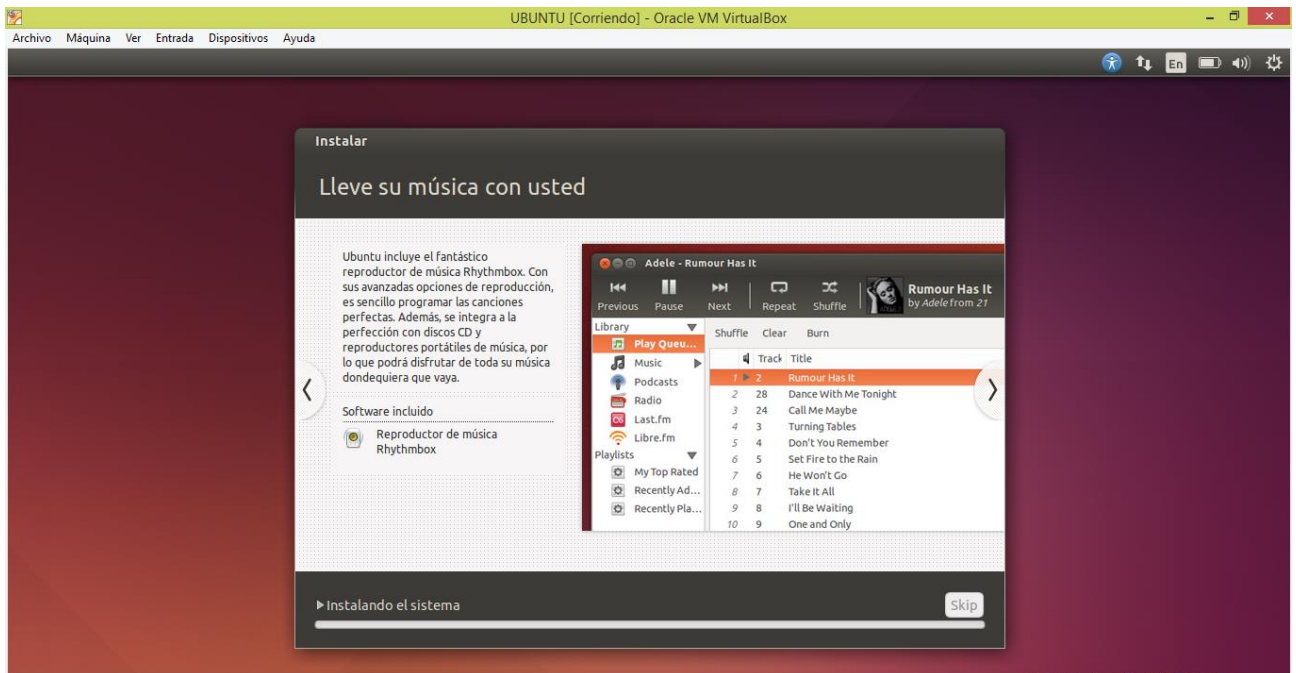 UBUNTU [Corriendo] - Oracle VM VirtualBox
Archivo Máquina Ver Entrada Dispositivos Ayuda
En
Instalar
Lleve su música con usted
Ubuntu incluye el fantástico
reproductor de música Rhythmbox. Con
sus avanzadas opciones de reproducción,
es sencillo programar las canciones
perfectas. Además, se integra a la
perfección con discos CD y
reproductores portátiles de música, por
lo que podrá disfrutar de toda su música
dondequiera que vaya.
Software incluido
Reproductor de música
Rhythmbox
Adele - Rumour Has It
Previous Pause Next Repeat Shuffle
Rumour Has It
by Adele from 21
Library
Play Queu...
Music
Podcasts
Radio
Last.fm
Libre.fm
Playlists
My Top Rated
Recently Ad...
Recently Pla...
Shuffle Clear Burn
Track Title
1 2 Rumour Has It
2 28 Dance With Me Tonight
3 24 Call Me Maybe
4 3 Turning Tables
5 4 Don't You Remember
6 5 Set Fire to the Rain
7 6 He Won't Go
8 7 Take It All
9 8 I'll Be Waiting
10 9 One and Only
Instalando el sistema
Skip